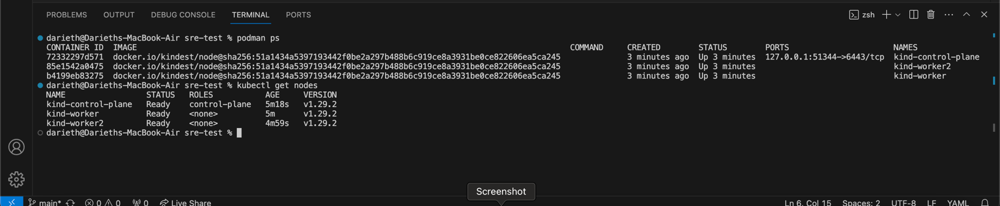 PROBLEMS OUTPUT DEBUG CONSOLE TERMINAL PORTS zsh
darieth@Darieths-MacBook-Air sre-test % podman ps
CONTAINER ID IMAGE COMMAND CREATED STATUS PORTS NAMES
72332297d571 docker.io/kindest/node@sha256:51a1434a5397193442f0be2a297b488b6c919ce8a3931be0ce822606ea5ca245 3 minutes ago Up 3 minutes 127.0.0.1:51344->6443/tcp kind-control-plane
85e1542a0475 docker.io/kindest/node@sha256:51a1434a5397193442f0be2a297b488b6c919ce8a3931be0ce822606ea5ca245 3 minutes ago Up 3 minutes kind-worker2
b4199eb83275 docker.io/kindest/node@sha256:51a1434a5397193442f0be2a297b488b6c919ce8a3931be0ce822606ea5ca245 3 minutes ago Up 3 minutes kind-worker
darieth@Darieths-MacBook-Air sre-test % kubectl get nodes
NAME STATUS ROLES AGE VERSION
kind-control-plane Ready control-plane 5m18s v1.29.2
kind-worker Ready <none> 5m v1.29.2
kind-worker2 Ready <none> 4m59s v1.29.2
darieth@Darieths-MacBook-Air sre-test %
Screenshot
main* 0 0 0 Live Share Ln 6, Col 15 Spaces: 2 UTF-8 LF YAML